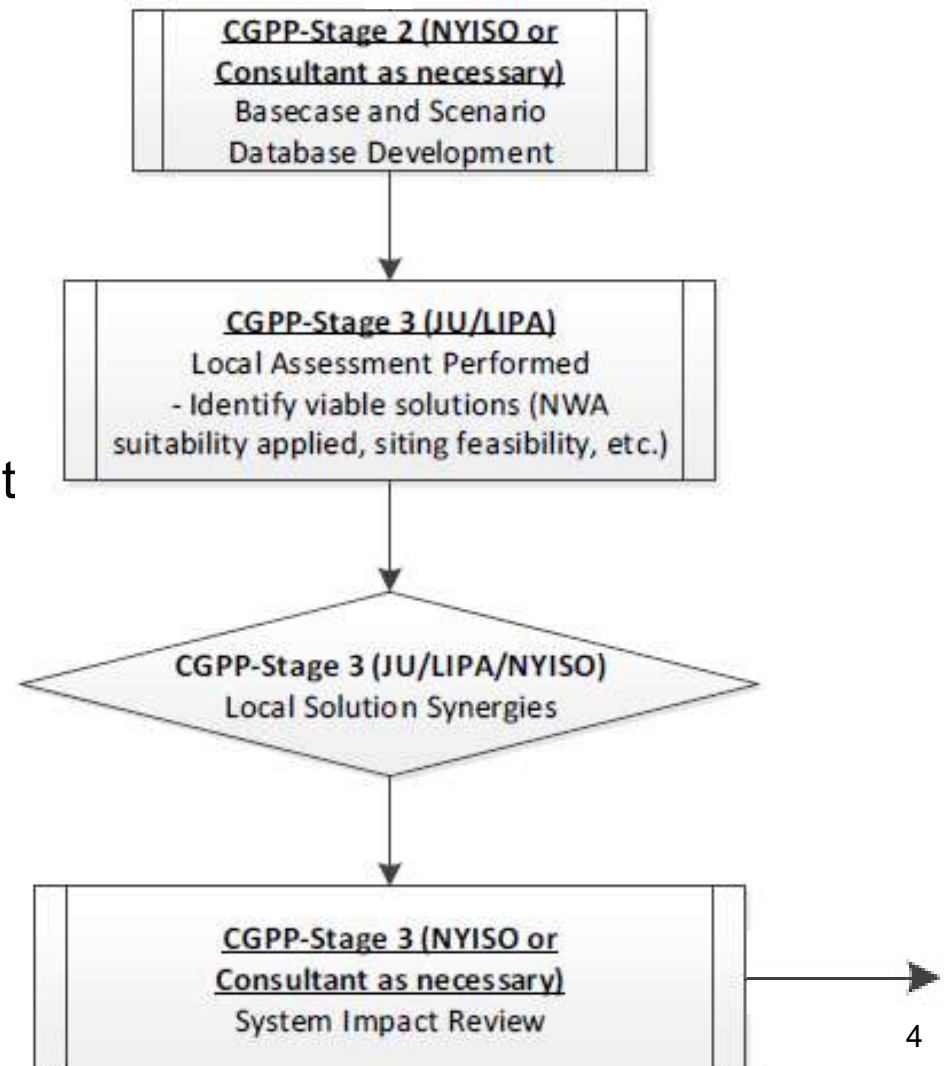 CGPP-Stage 2 (NYISO or
Consultant as necessary)
Basecase and Scenario
Database Development
CGPP-Stage 3 (JU/LIPA)
Local Assessment Performed
- Identify viable solutions (NWA
suitability applied, siting feasibility, etc.)
t
CGPP-Stage 3 (JU/LIPA/NYISO)
Local Solution Synergies
CGPP-Stage 3 (NYISO or
Consultant as necessary)
System Impact Review
4